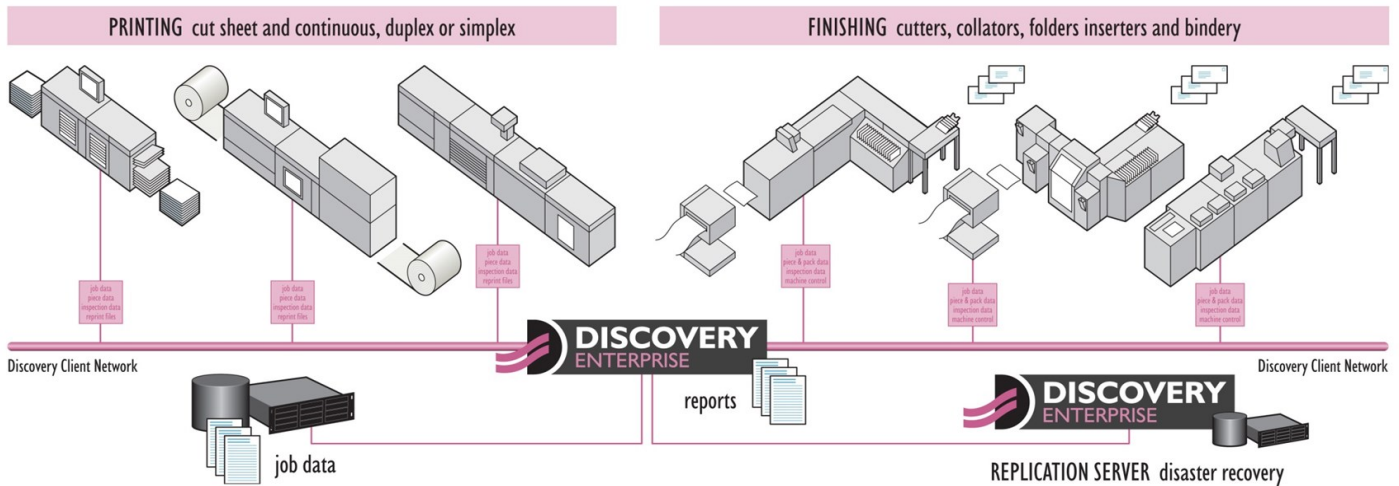 PRINTING cut sheet and continuous, duplex or simplex
FINISHING cutters, collators, folders inserters and bindery
job data
piece data
inspection data
reprint files
job data
piece data
inspection data
reprint files
job data
piece data
inspection data
reprint files
job data
piece & pack data
inspection data
machine control
job data
piece & pack data
inspection data
machine control
job data
piece & pack data
inspection data
machine control
Discovery Client Network
DISCOVERY
ENTERPRISE
Discovery Client Network
reports
job data
DISCOVERY
ENTERPRISE
REPLICATION SERVER disaster recovery